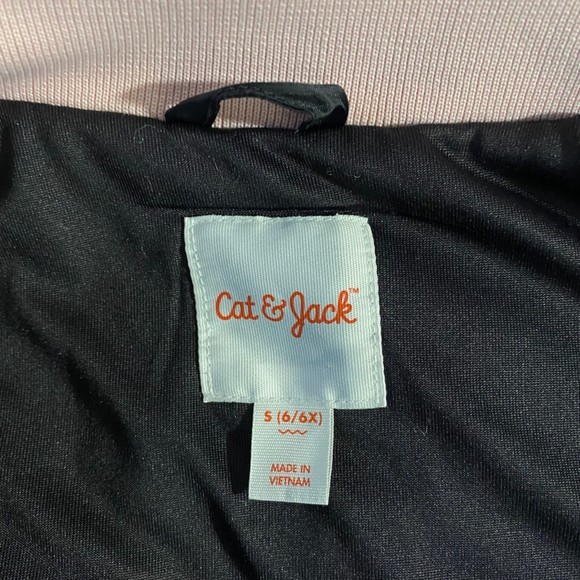 Cat & Jack™
S (6/6X)
MADE IN
VIETNAM